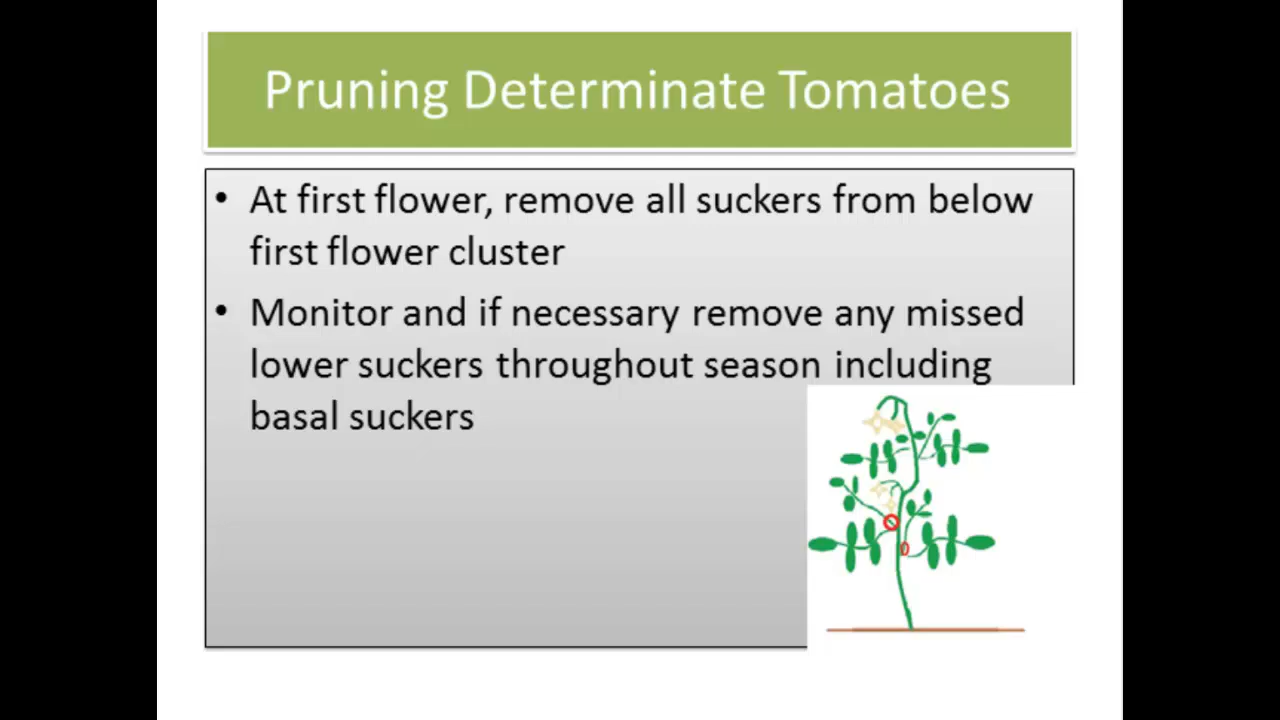 Pruning Determinate Tomatoes
• At first flower, remove all suckers from below
first flower cluster
• Monitor and if necessary remove any missed
lower suckers throughout season including
basal suckers